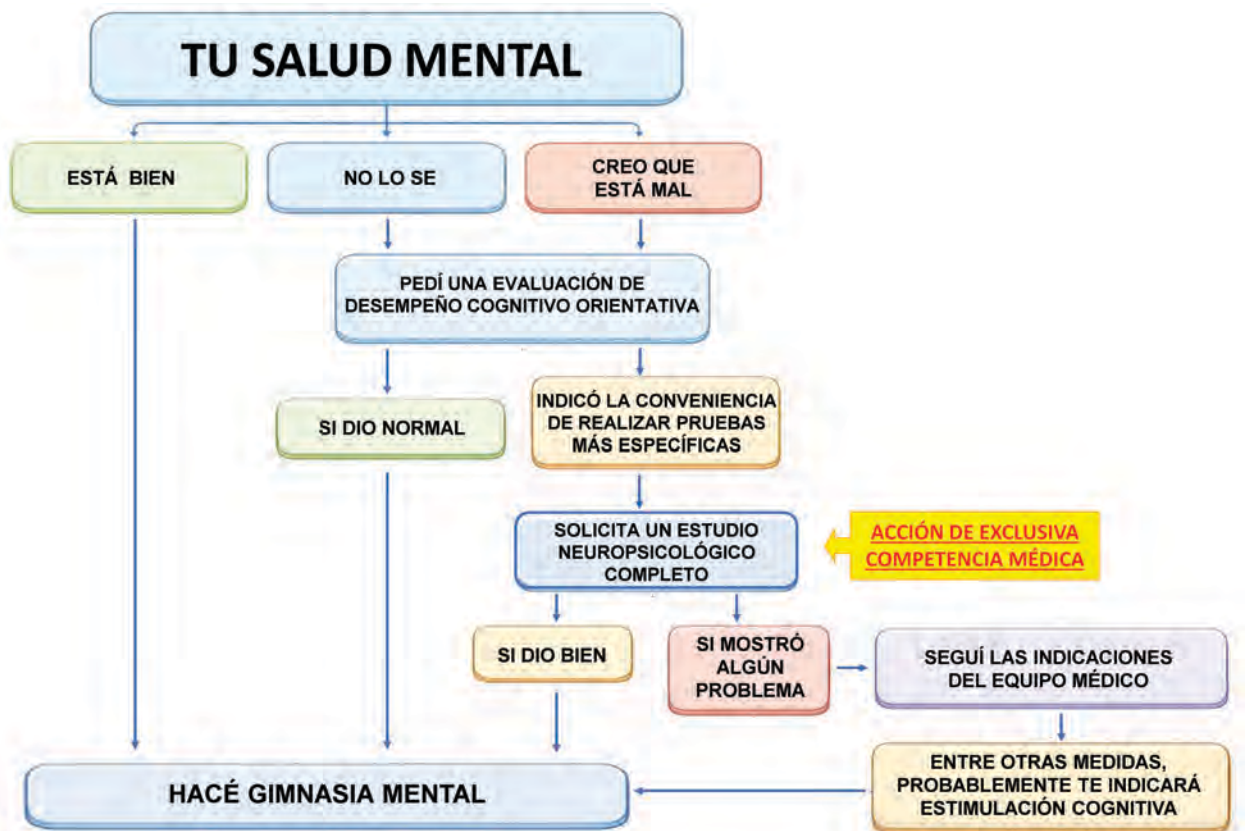 TU SALUD MENTAL
ESTÁ BIEN
NO LO SE
CREO QUE
ESTÁ MAL
PEDÍ UNA EVALUACIÓN DE
DESEMPEÑO COGNITIVO ORIENTATIVA
SI DIO NORMAL
INDICÓ LA CONVENIENCIA
DE REALIZAR PRUEBAS
MÁS ESPECÍFICAS
SOLICITA UN ESTUDIO
NEUROPSICOLÓGICO
COMPLETO
ACCIÓN DE EXCLUSIVA
COMPETENCIA MÉDICA
SI DIO BIEN
SI MOSTRÓ
ALGÚN
PROBLEMA
SEGUÍ LAS INDICACIONES
DEL EQUIPO MÉDICO
HACÉ GIMNASIA MENTAL
ENTRE OTRAS MEDIDAS,
PROBABLEMENTE TE INDICARÁ
ESTIMULACIÓN COGNITIVA